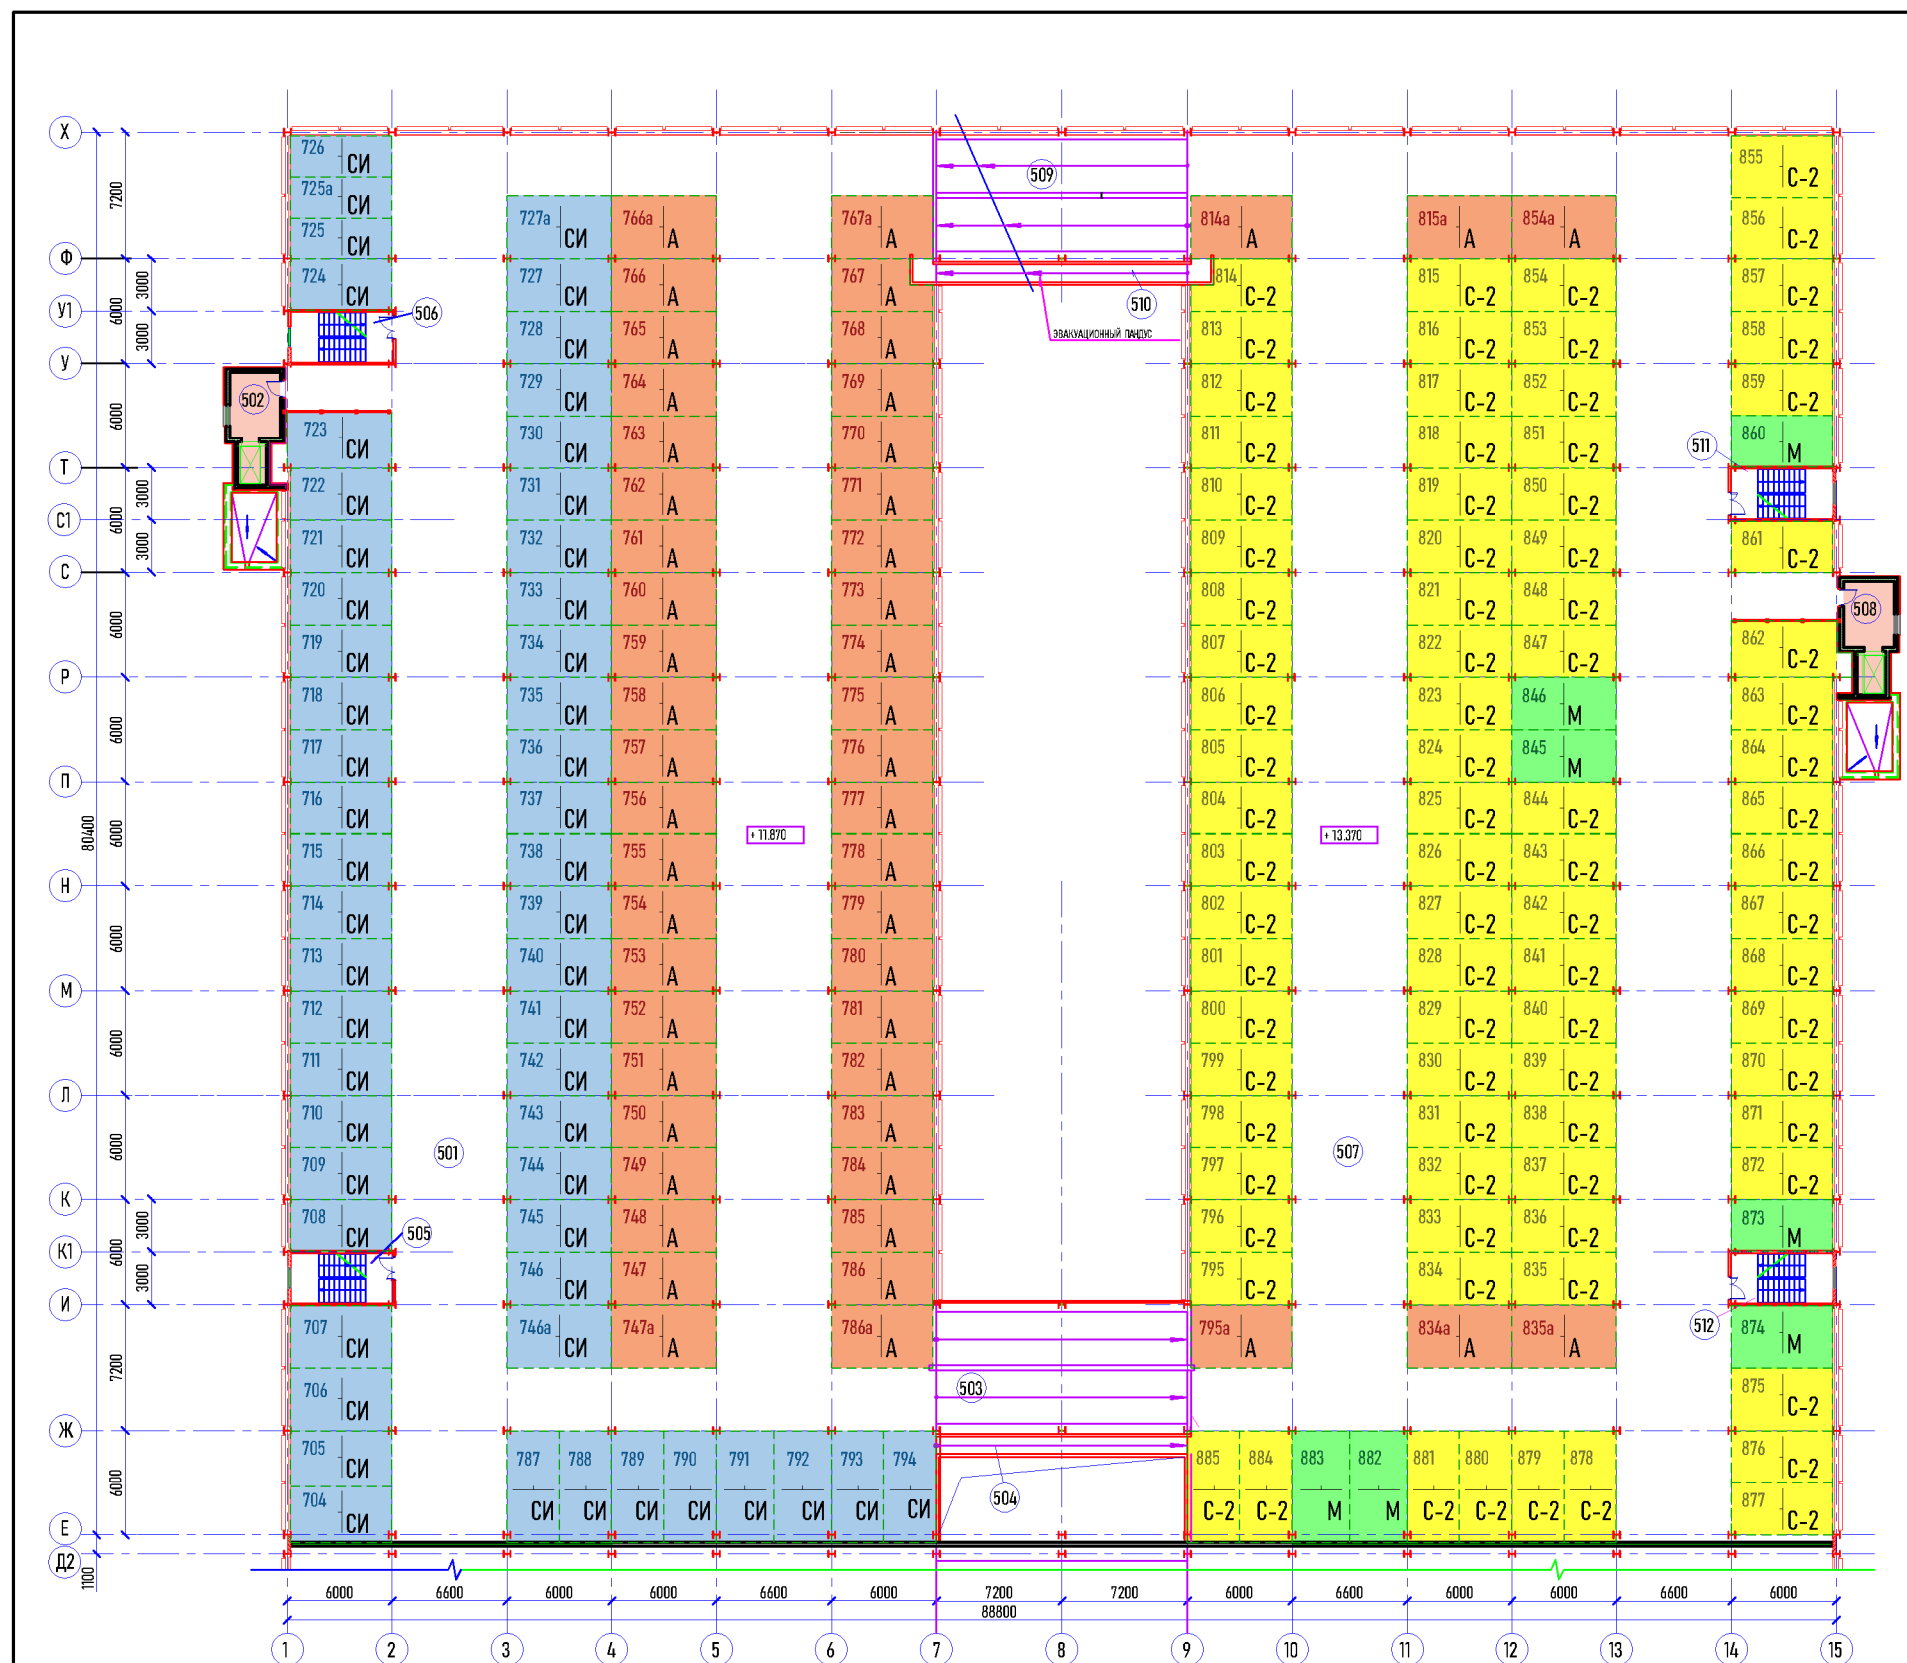 Х
726
СИ
725а
СИ
725
СИ
724
СИ
509
855
С-2
856
С-2
7200
727а
СИ
766а
А
767а
А
814а
А
815а
А
854а
А
Ф
727
СИ
766
А
767
А
510
814
С-2
815
С-2
854
С-2
857
С-2
3000
6000
3000
У1
506
728
СИ
765
А
768
А
ЭВАКУАЦИОННЫЙ ПАНДУС
813
С-2
816
С-2
853
С-2
858
С-2
У
502
729
СИ
764
А
769
А
812
С-2
817
С-2
852
С-2
859
С-2
6000
723
СИ
730
СИ
763
А
770
А
811
С-2
818
С-2
851
С-2
511
860
М
Т
722
СИ
731
СИ
762
А
771
А
810
С-2
819
С-2
850
С-2
3000
6000
3000
С1
721
СИ
732
СИ
761
А
772
А
809
С-2
820
С-2
849
С-2
861
С-2
С
720
СИ
733
СИ
760
А
773
А
808
С-2
821
С-2
848
С-2
508
6000
719
СИ
734
СИ
759
А
774
А
807
С-2
822
С-2
847
С-2
862
С-2
Р
718
СИ
735
СИ
758
А
775
А
806
С-2
823
С-2
846
М
863
С-2
6000
717
СИ
736
СИ
757
А
776
А
805
С-2
824
С-2
845
М
864
С-2
П
716
СИ
737
СИ
756
А
777
А
804
С-2
825
С-2
844
С-2
865
С-2
80400
6000
+ 11.870
+ 13.370
715
СИ
738
СИ
755
А
778
А
803
С-2
826
С-2
843
С-2
866
С-2
Н
714
СИ
739
СИ
754
А
779
А
802
С-2
827
С-2
842
С-2
867
С-2
6000
713
СИ
740
СИ
753
А
780
А
801
С-2
828
С-2
841
С-2
868
С-2
М
712
СИ
741
СИ
752
А
781
А
800
С-2
829
С-2
840
С-2
869
С-2
6000
711
СИ
742
СИ
751
А
782
А
799
С-2
830
С-2
839
С-2
870
С-2
Л
710
СИ
743
СИ
750
А
783
А
798
С-2
831
С-2
838
С-2
871
С-2
6000
501
507
709
СИ
744
СИ
749
А
784
А
797
С-2
832
С-2
837
С-2
872
С-2
К
708
СИ
505
745
СИ
748
А
785
А
796
С-2
833
С-2
836
С-2
873
М
3000
6000
3000
К1
746
СИ
747
А
786
А
795
С-2
834
С-2
835
С-2
И
707
СИ
746а
СИ
747а
А
786а
А
795а
А
834а
А
835а
А
512
874
М
7200
706
СИ
503
875
С-2
Ж
705
СИ
787
СИ
788
СИ
789
СИ
790
СИ
791
СИ
792
СИ
793
СИ
794
СИ
504
885
С-2
884
С-2
883
М
882
М
881
С-2
880
С-2
879
С-2
878
С-2
876
С-2
6000
704
СИ
877
С-2
Е
Д2
1100
6000
6600
6000
6000
6600
6000
7200
7200
6000
6600
6000
6000
6600
6000
88800
1
2
3
4
5
6
7
8
9
10
11
12
13
14
15